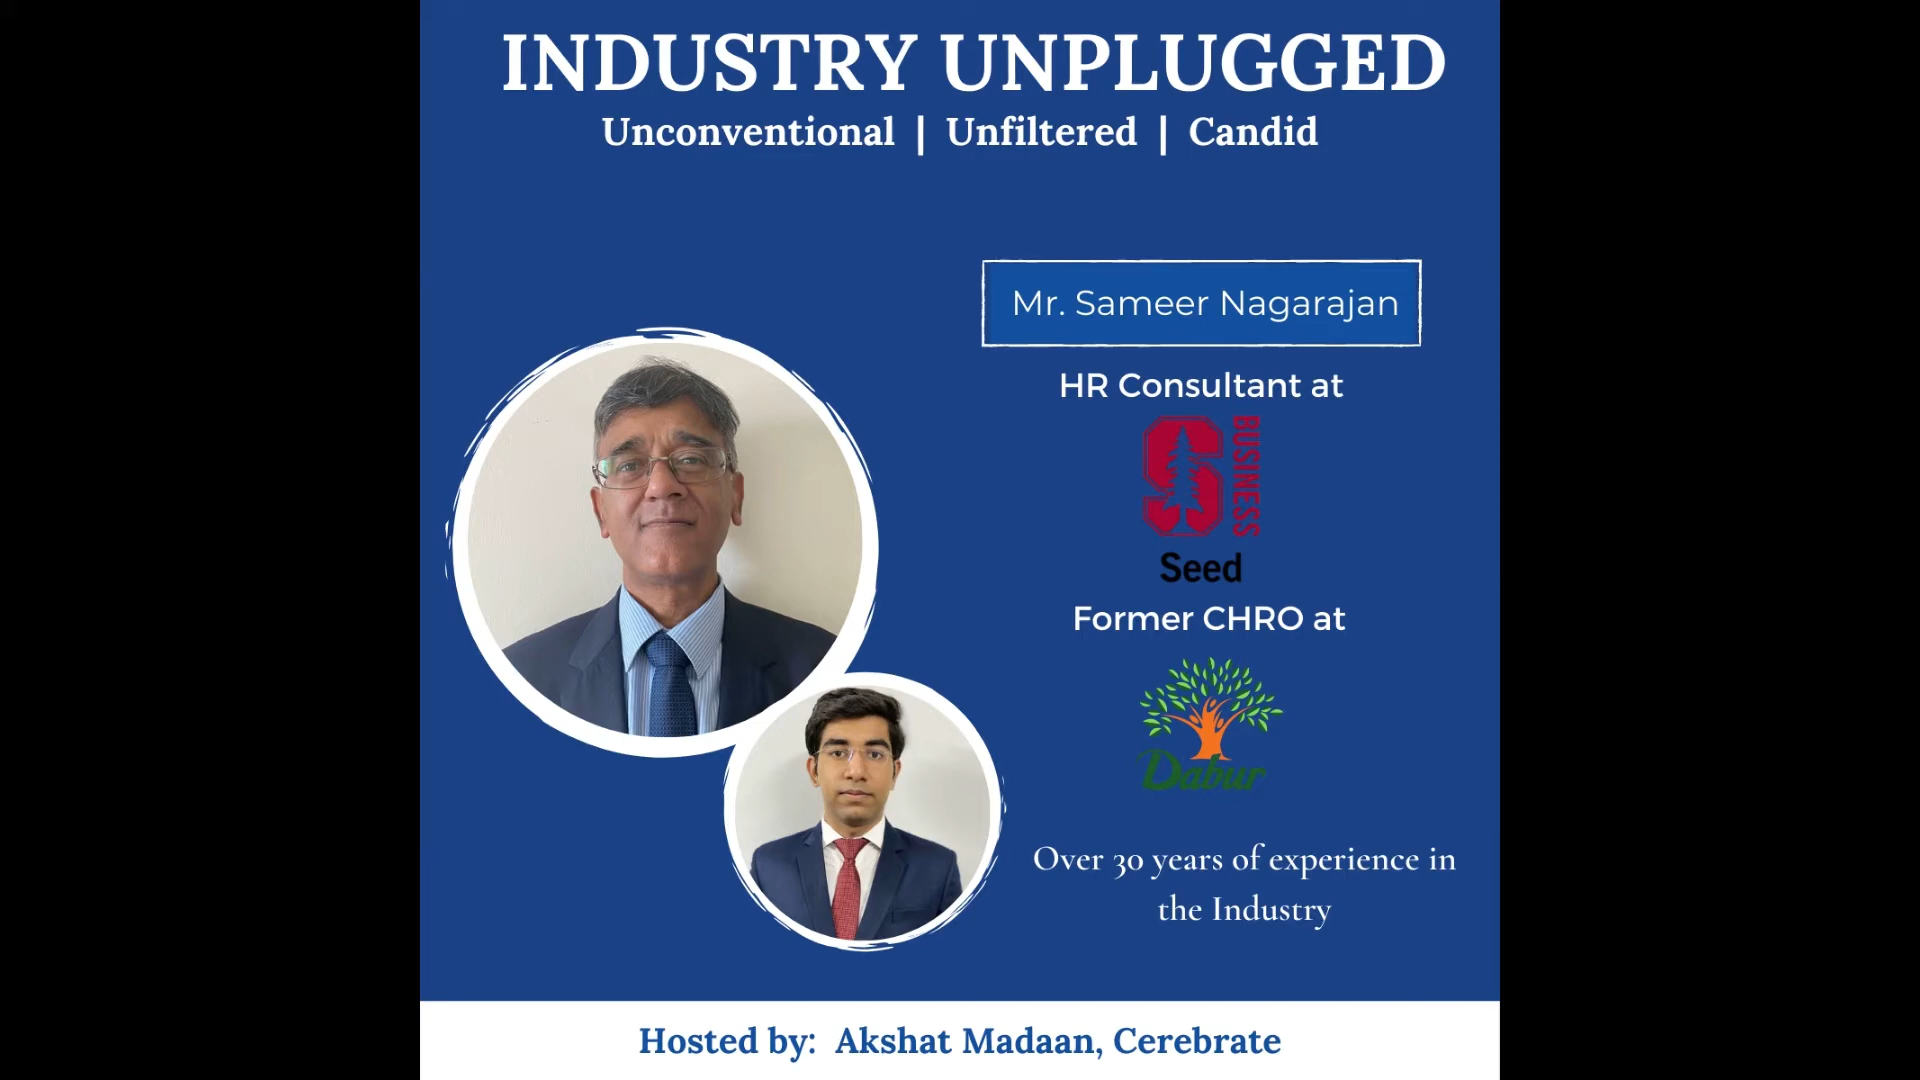 INDUSTRY UNPLUGGED
Unconventional | Unfiltered | Candid
Mr. Sameer Nagarajan
HR Consultant at
S BUSINESS
Seed
Former CHRO at
Dabur
Over 30 years of experience in
the Industry
Hosted by: Akshat Madaan, Cerebrate